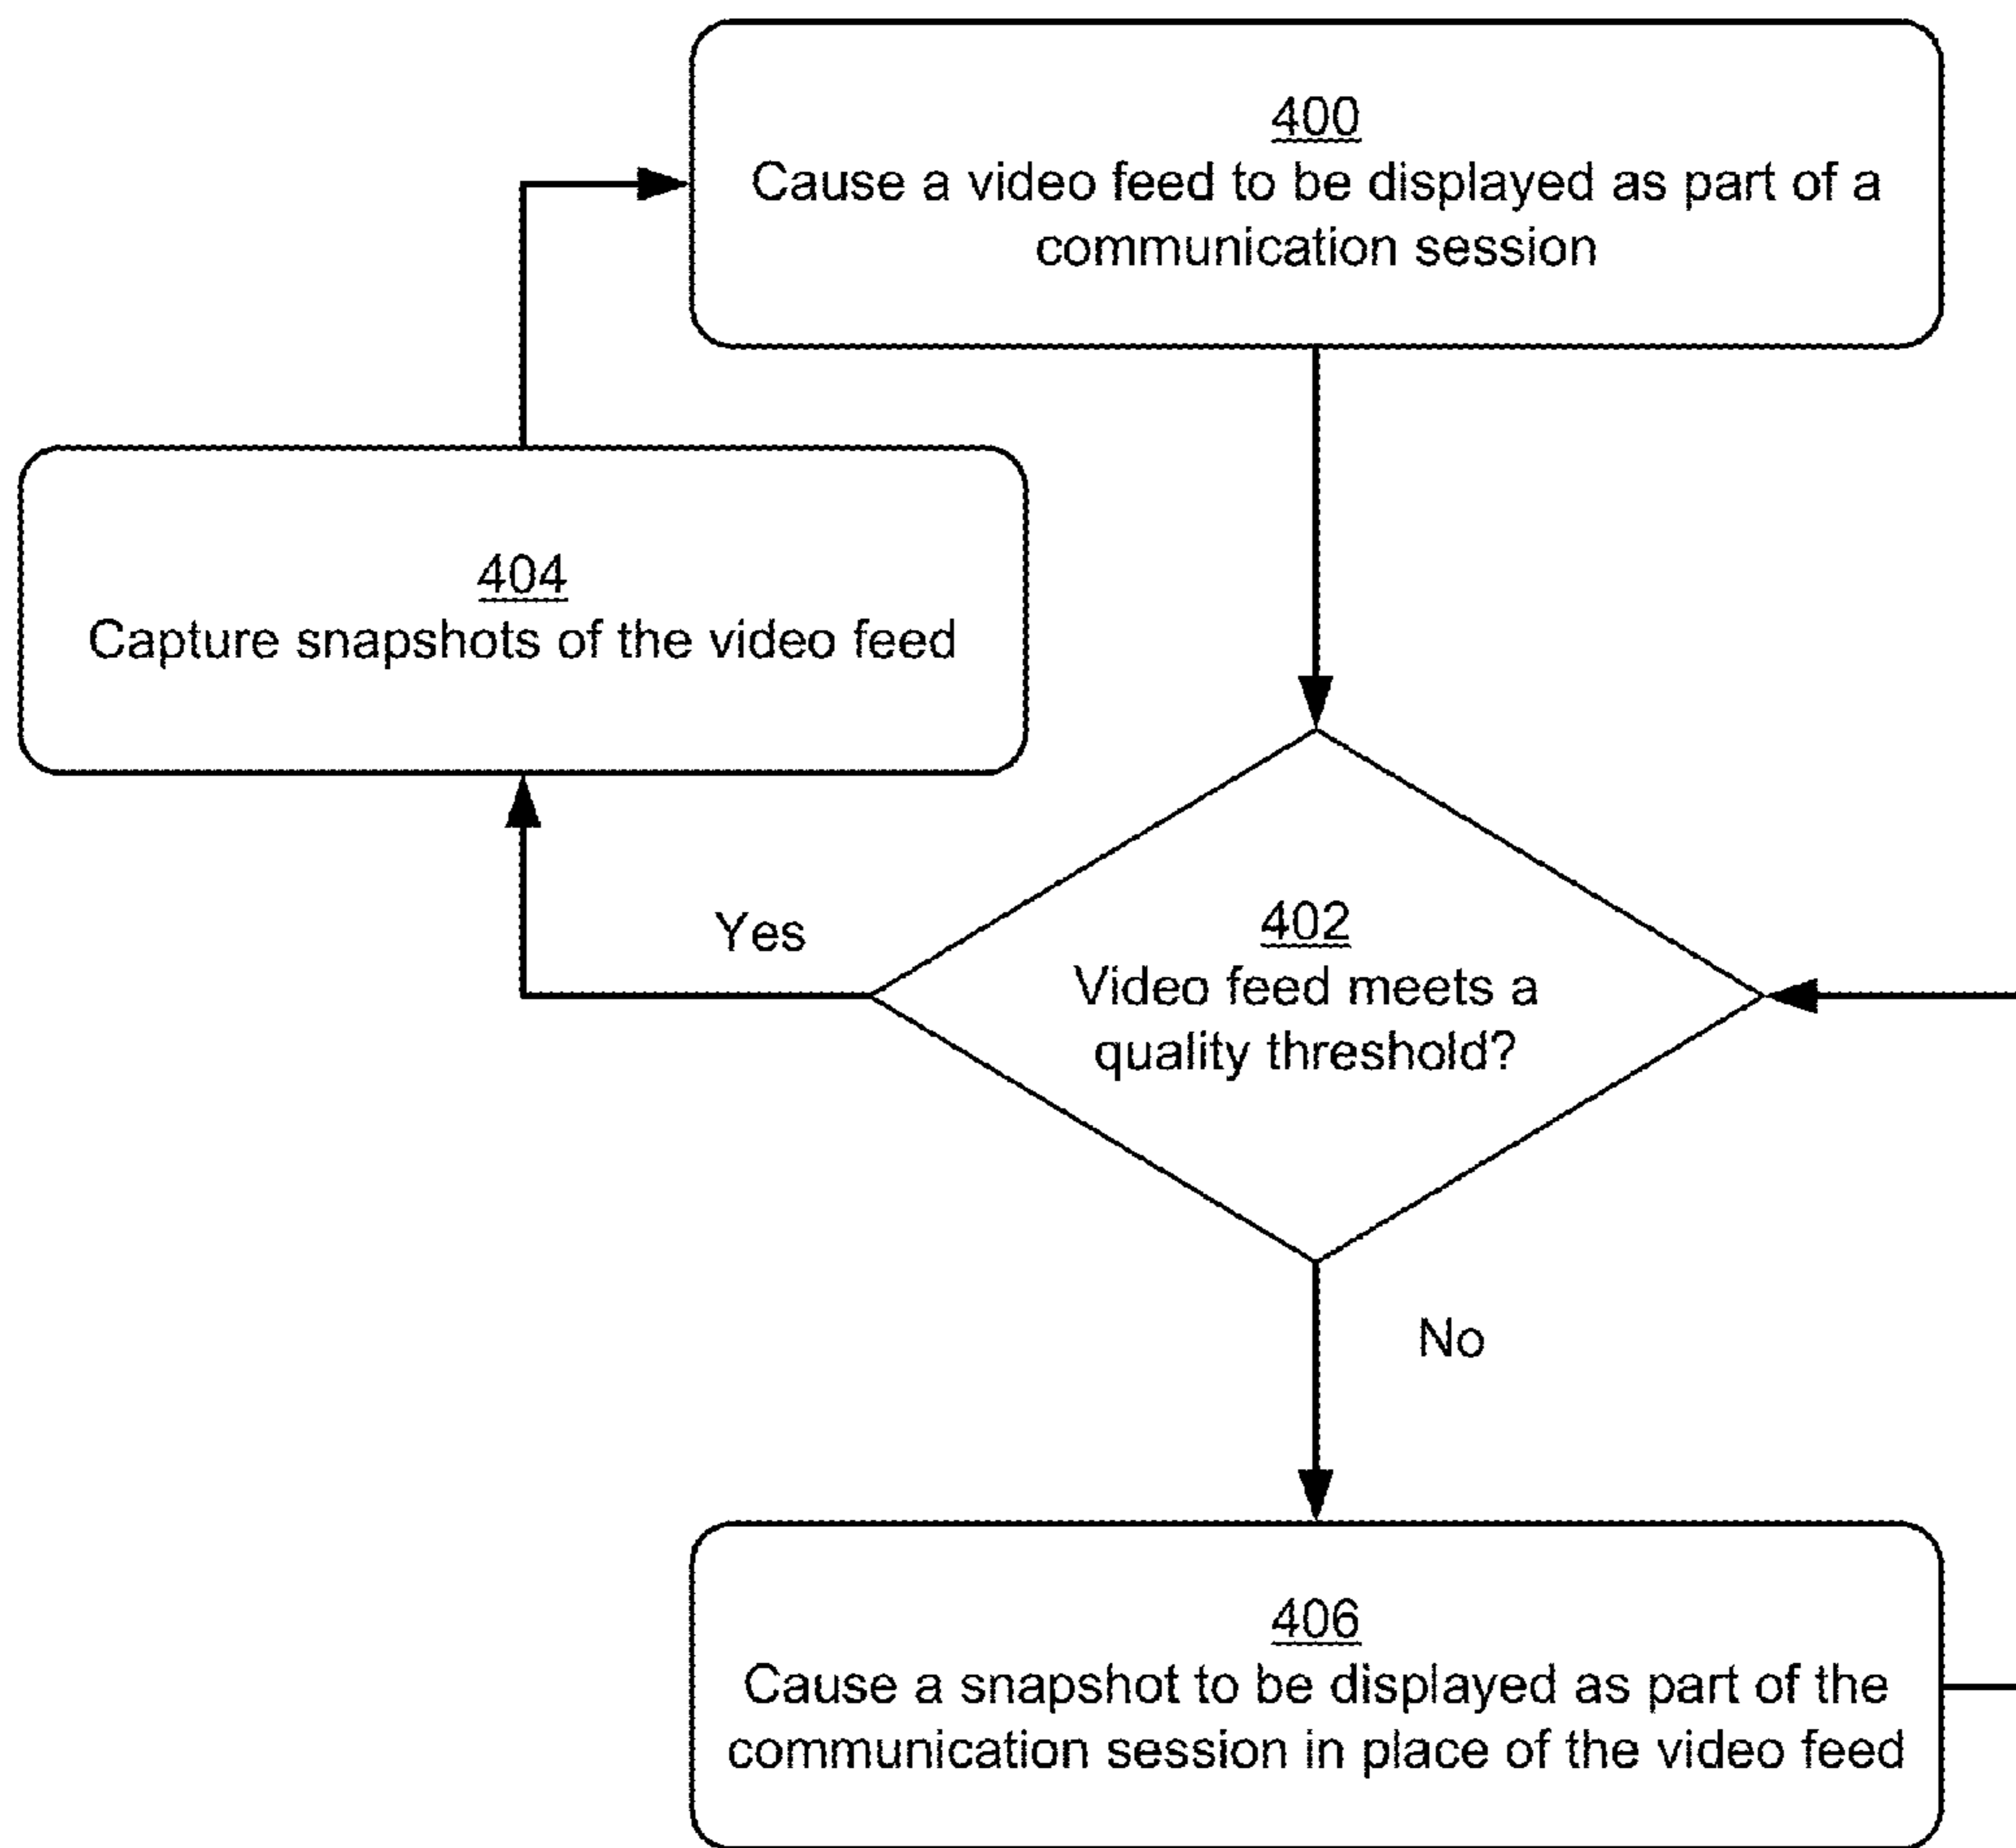 400
Cause a video feed to be displayed as part of a
communication session
404
Capture snapshots of the video feed
Yes
402
Video feed meets a
quality threshold?
No
406
Cause a snapshot to be displayed as part of the
communication session in place of the video feed